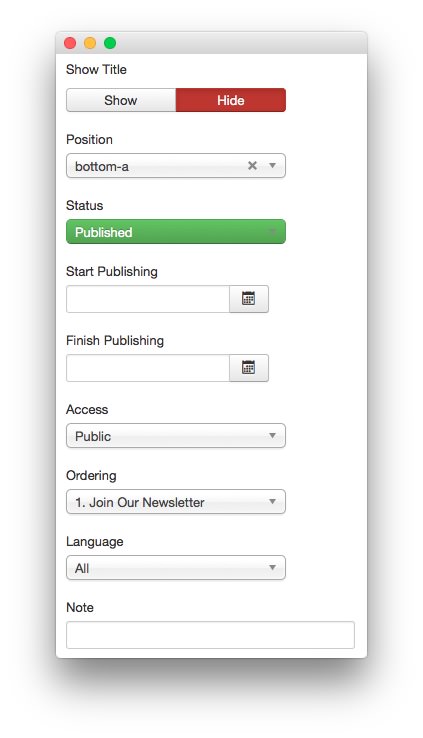 Show Title
Show Hide
Position
bottom-a
Status
Published
Start Publishing
Finish Publishing
Access
Public
Ordering
1. Join Our Newsletter
Language
All
Note